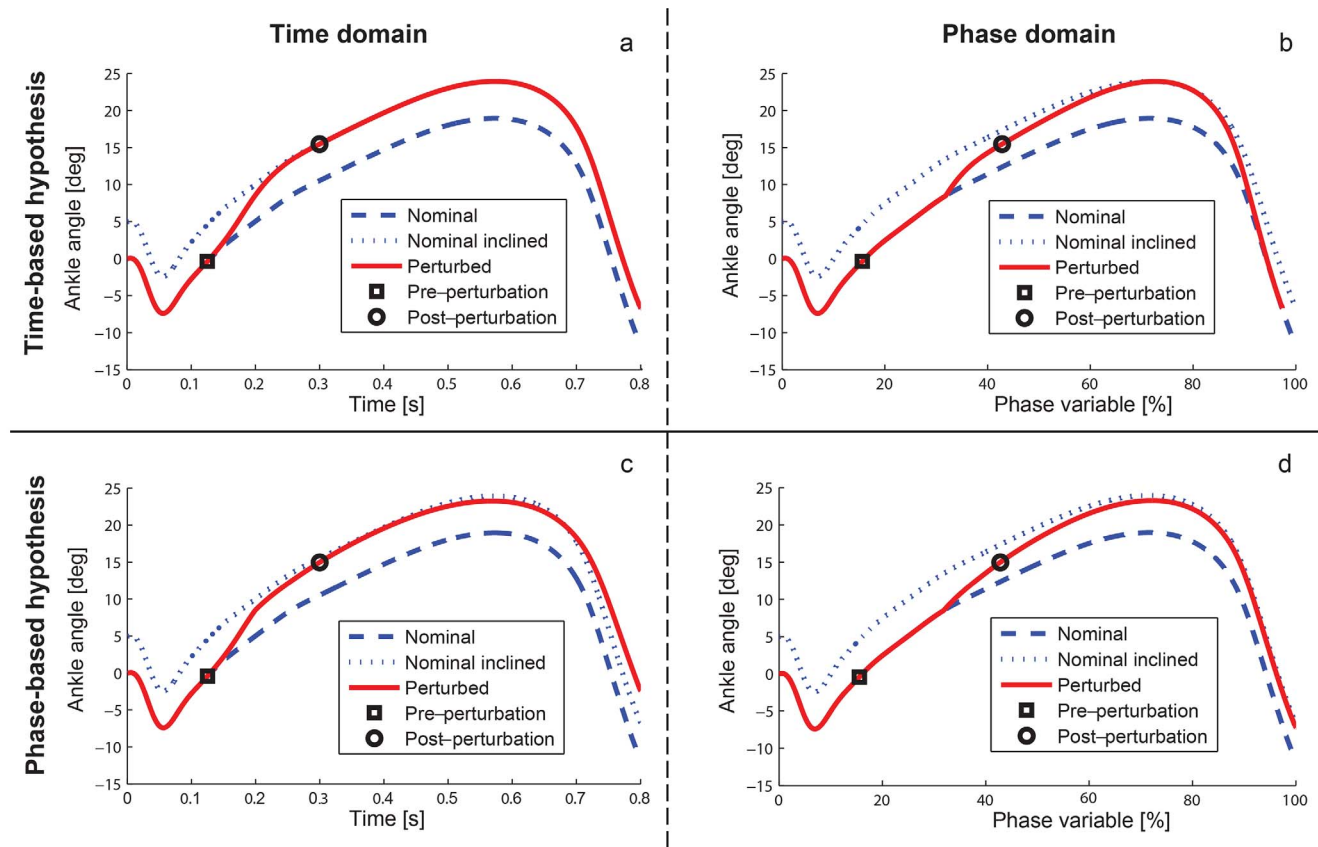 Time domain
Phase domain
Time-based hypothesis
Phase-based hypothesis
a
Ankle angle [deg]
25
20
15
10
5
0
−5
−10
−15
0
0.1
0.2
0.3
0.4
0.5
0.6
0.7
0.8
Time [s]
Nominal
Nominal inclined
Perturbed
Pre–perturbation
Post–perturbation
b
Ankle angle [deg]
25
20
15
10
5
0
−5
−10
−15
0
20
40
60
80
100
Phase variable [%]
Nominal
Nominal inclined
Perturbed
Pre–perturbation
Post–perturbation
c
Ankle angle [deg]
25
20
15
10
5
0
−5
−10
−15
0
0.1
0.2
0.3
0.4
0.5
0.6
0.7
0.8
Time [s]
Nominal
Nominal inclined
Perturbed
Pre–perturbation
Post–perturbation
d
Ankle angle [deg]
25
20
15
10
5
0
−5
−10
−15
0
20
40
60
80
100
Phase variable [%]
Nominal
Nominal inclined
Perturbed
Pre–perturbation
Post–perturbation